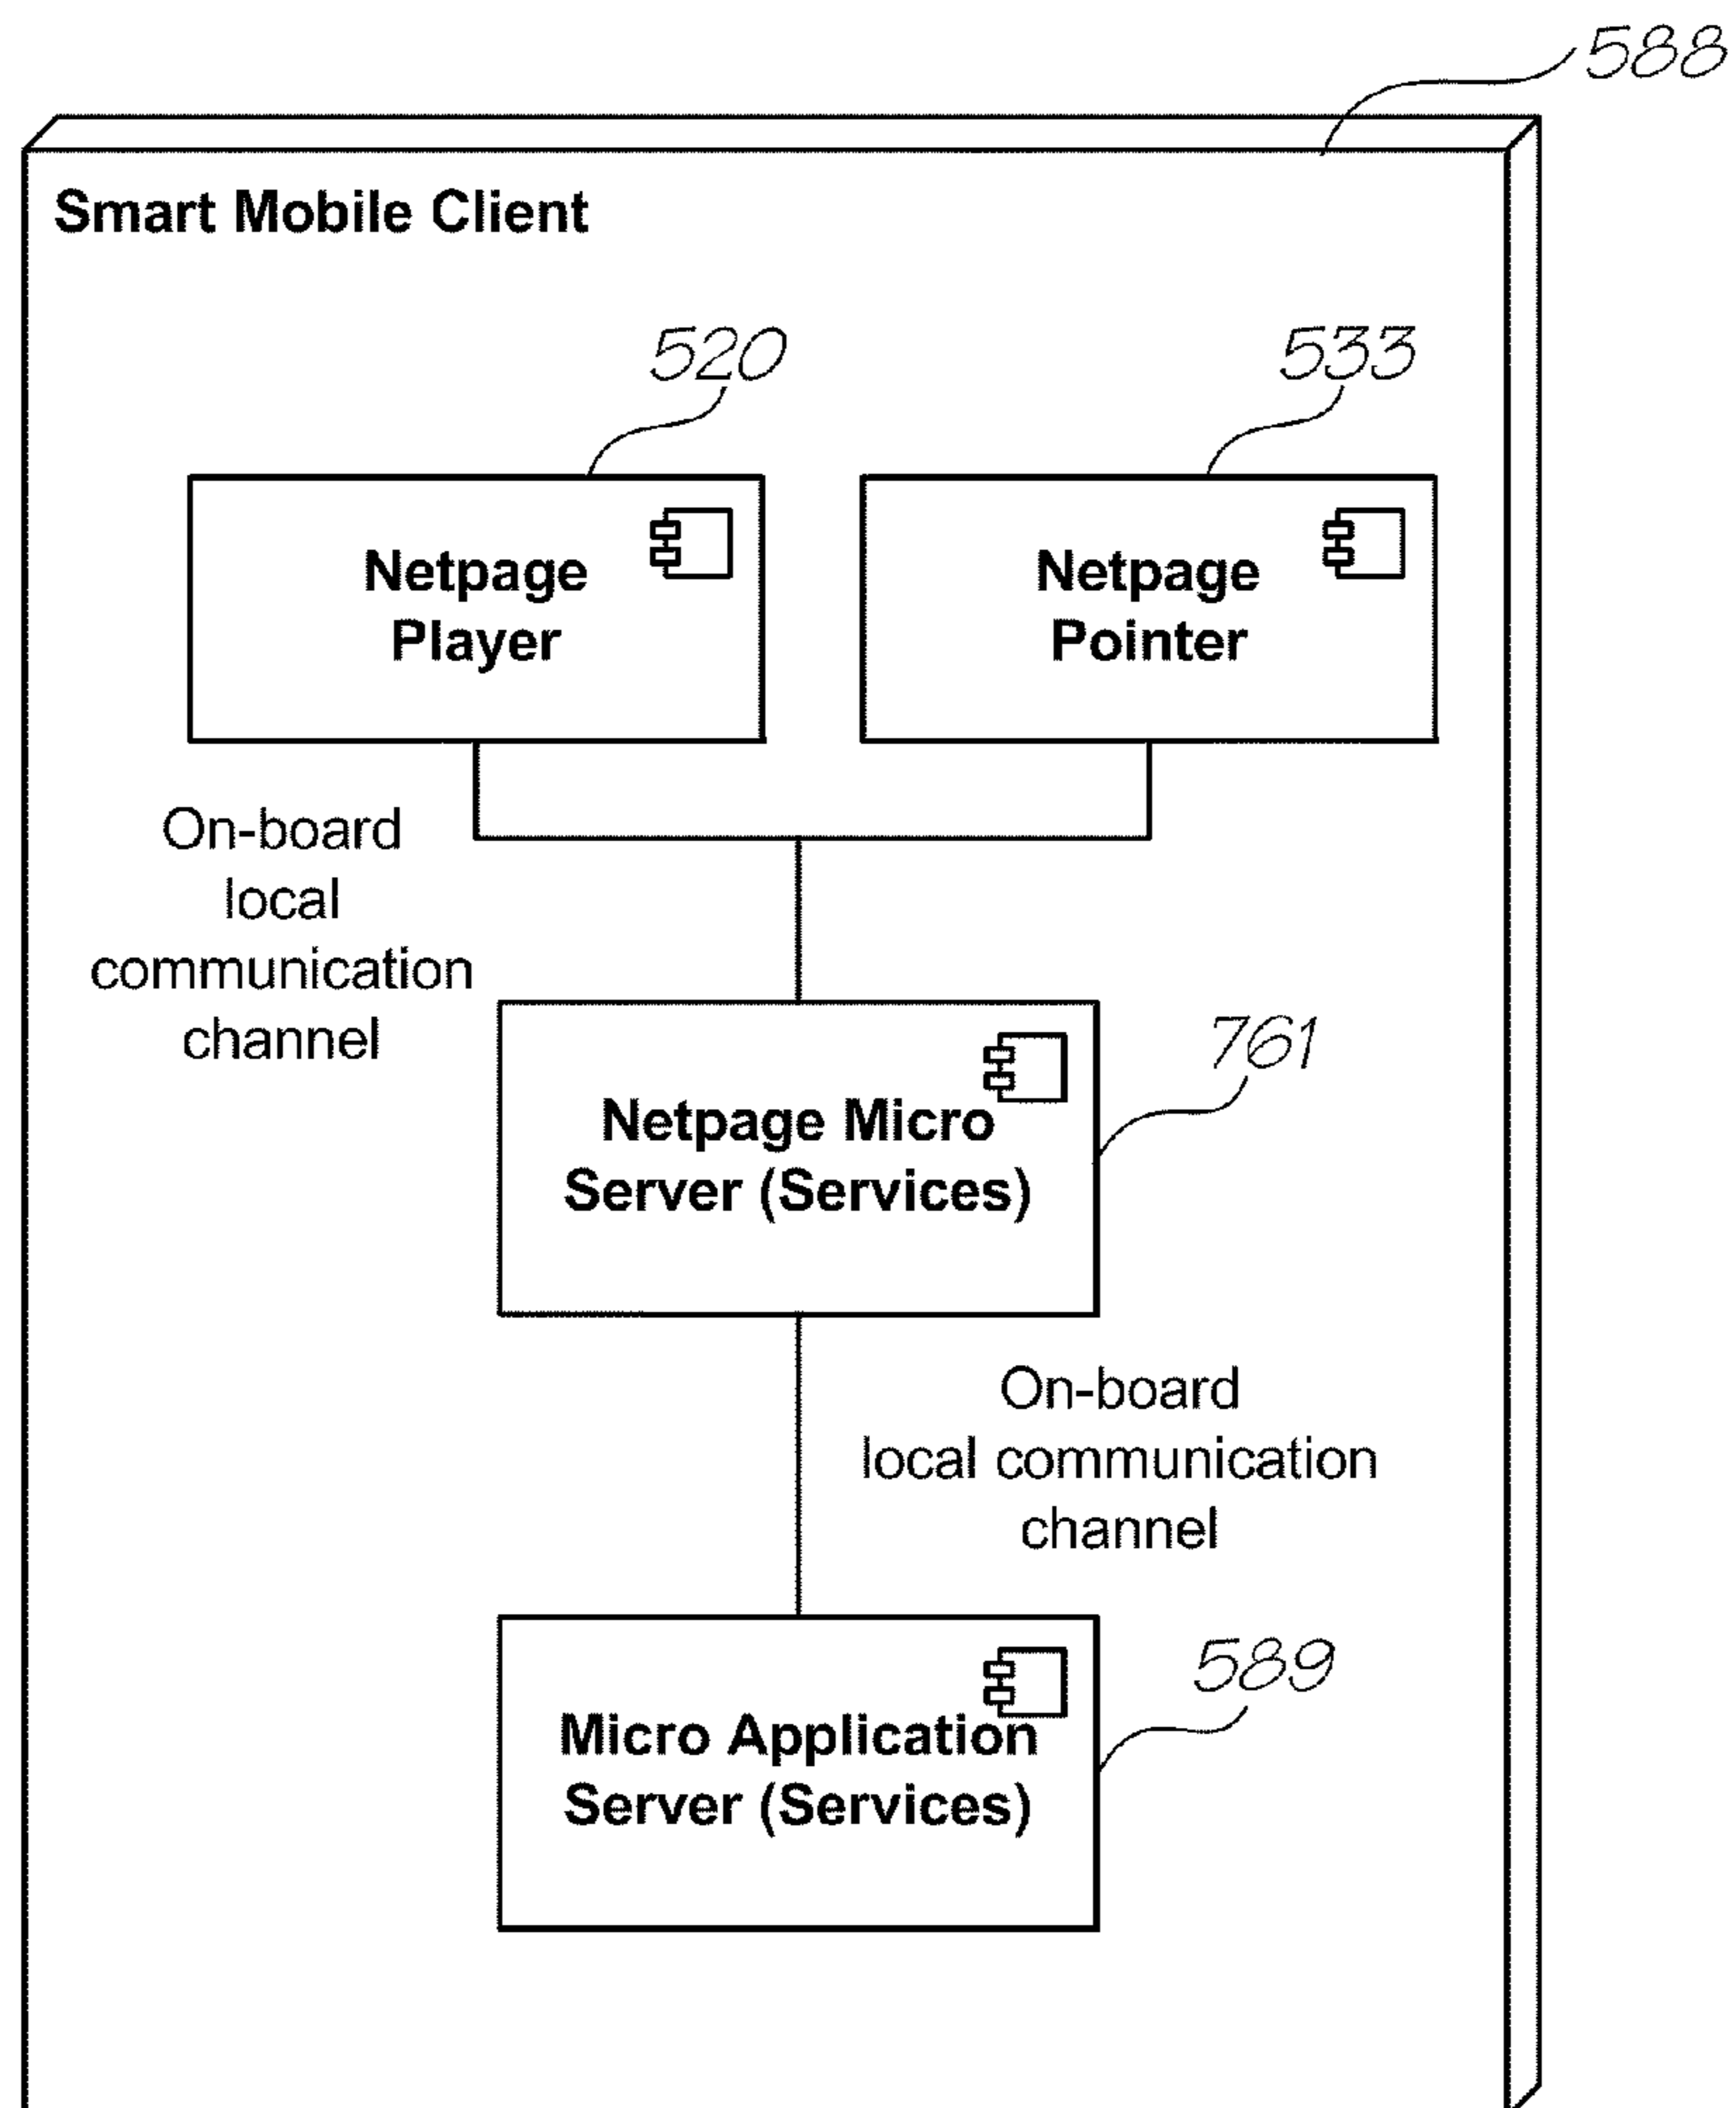 588
Smart Mobile Client
520
533
Netpage
Player
Netpage
Pointer
On-board
local
communication
channel
761
Netpage Micro
Server (Services)
On-board
local communication
channel
589
Micro Application
Server (Services)